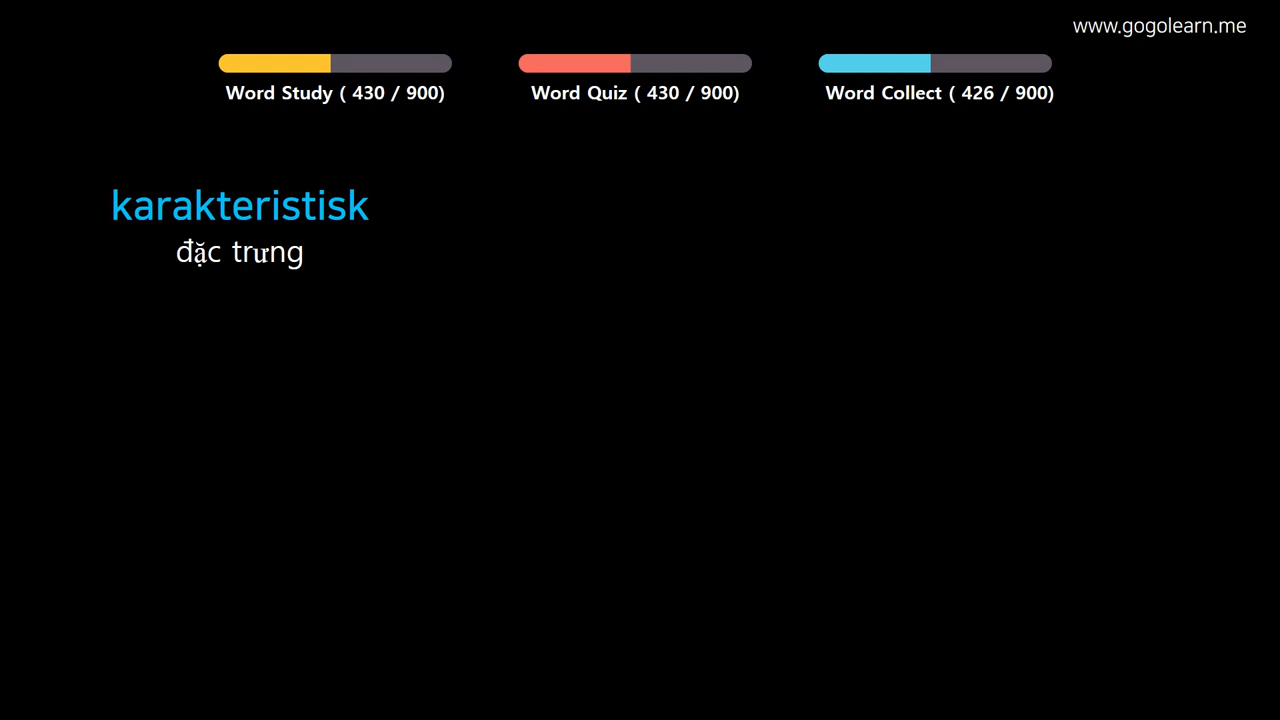 www.gogolearn.me
Word Study ( 430 / 900)
Word Quiz ( 430 / 900)
Word Collect ( 426 / 900)
karakteristisk
đặc trưng